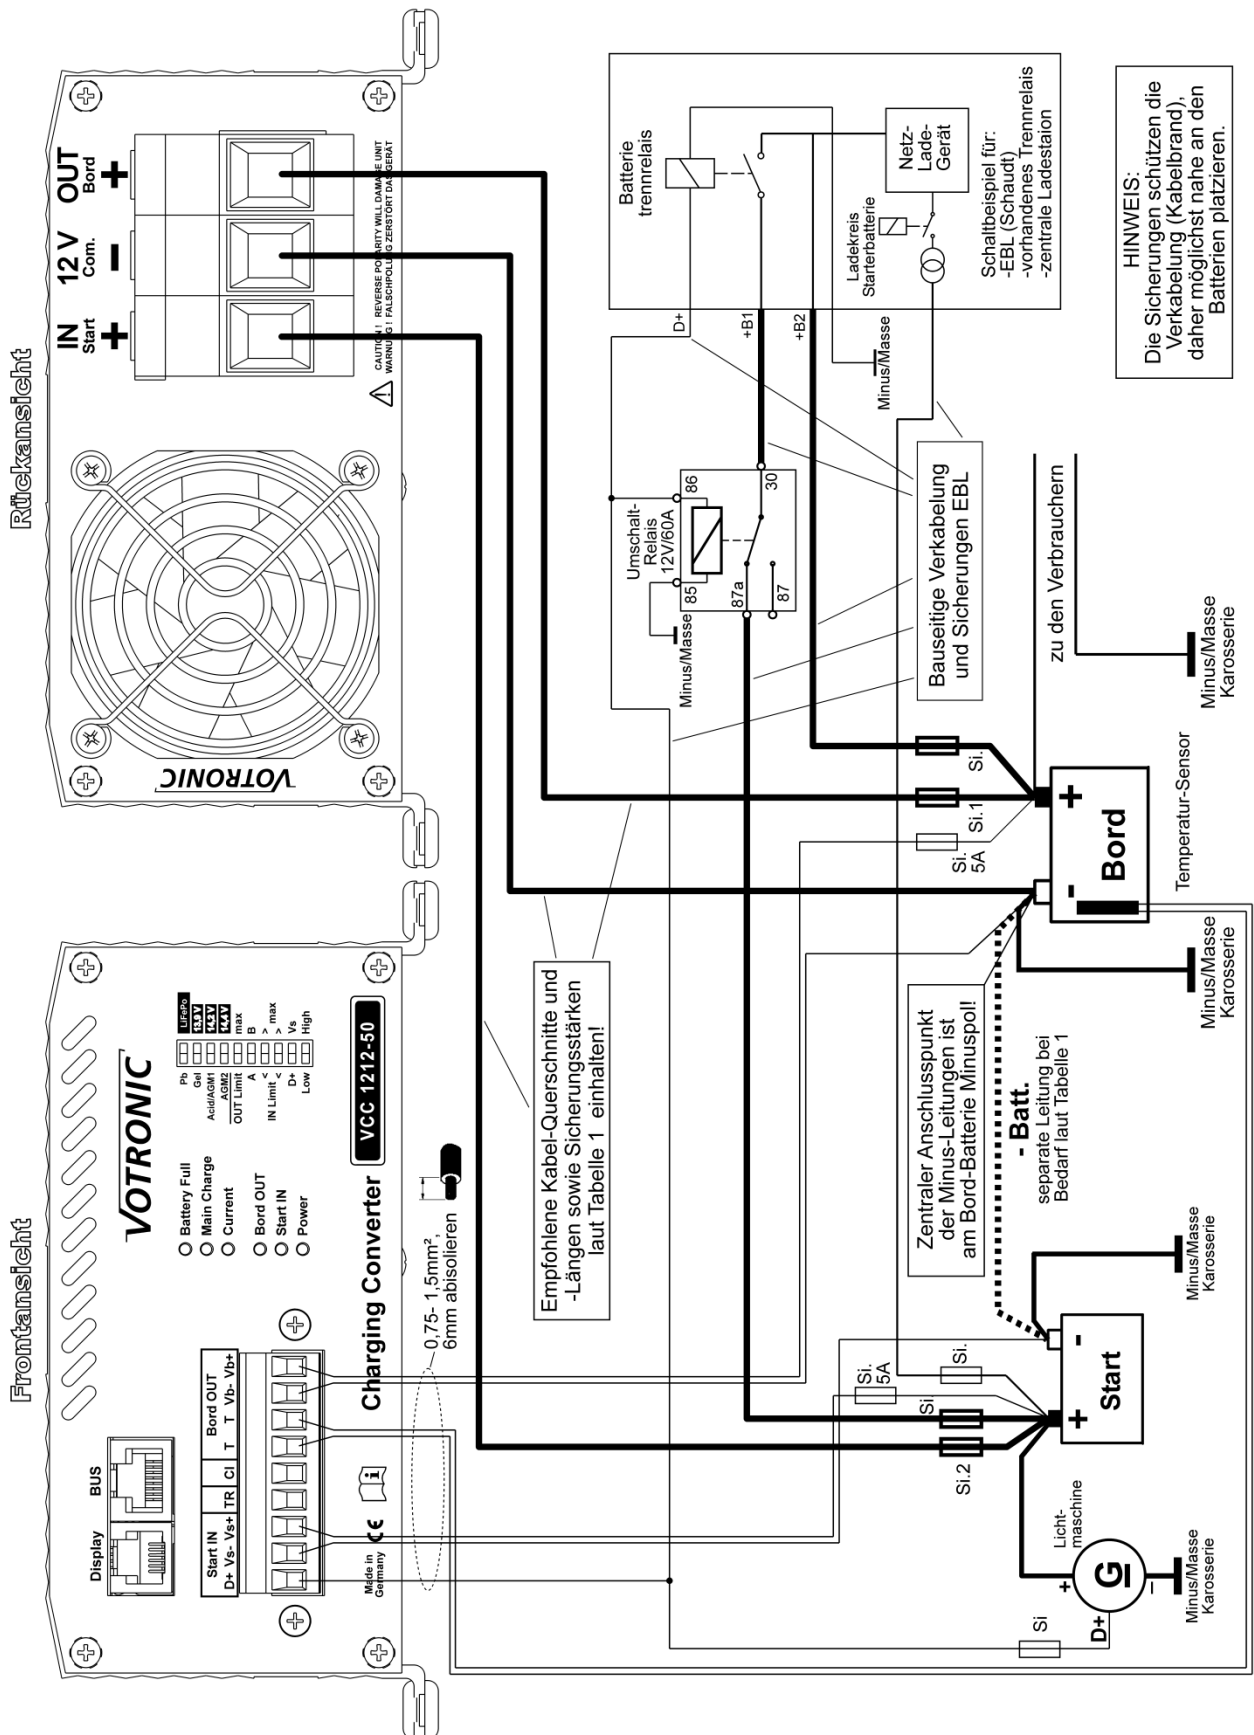 Frontansicht
Display
BUS
Start IN
Bord OUT
D+ Vs- Vs+ TR CI T T Vb- Vb+
Made in
Germany
CE
Charging Converter
VCC 1212-50
VOTRONIC
Battery Full
Main Charge
Current
Bord OUT
Start IN
Power
Pb LiFePo
Gel 13,9 V
Acid/AGM1 14,2 V
AGM2 14,4 V
OUT Limit max
A B
IN Limit < > max
< >
D+ Vs
Low High
0,75- 1,5mm²,
6mm abisolieren
Rückansicht
VOTRONIC
IN
Start
+
12 V
Com.
-
OUT
Bord
+
CAUTION ! REVERSE POLARITY WILL DAMAGE UNIT
WARNUNG ! FALSCHPOLUNG ZERSTÖRT DAS GERÄT
Empfohlene Kabel-Querschnitte und
-Längen sowie Sicherungsstärken
laut Tabelle 1 einhalten!
Minus/Masse
Umschalt-
Relais
12V/60A
85
86
87a
87
30
Batterie
trennrelais
D+
+B1
+B2
Minus/Masse
Ladekreis
Starterbatterie
Netz-
Lade-
Gerät
Schaltbeispiel für:
-EBL (Schaudt)
-vorhandenes Trennrelais
-zentrale Ladestaion
Bauseitige Verkabelung
und Sicherungen EBL
HINWEIS:
Die Sicherungen schützen die
Verkabelung (Kabelbrand),
daher möglichst nahe an den
Batterien platzieren.
Zentraler Anschlusspunkt
der Minus-Leitungen ist
am Bord-Batterie Minuspol!
- Batt.
separate Leitung bei
Bedarf laut Tabelle 1
Si
D+
Licht-
maschine
+
G
–
Minus/Masse
Karosserie
Si.2
Si.
Si.
5A
Si.
+
-
Start
Minus/Masse
Karosserie
Si.
5A
Si.1
Si.
-
+
Bord
Minus/Masse
Karosserie
Temperatur-Sensor
zu den Verbrauchern
Minus/Masse
Karosserie